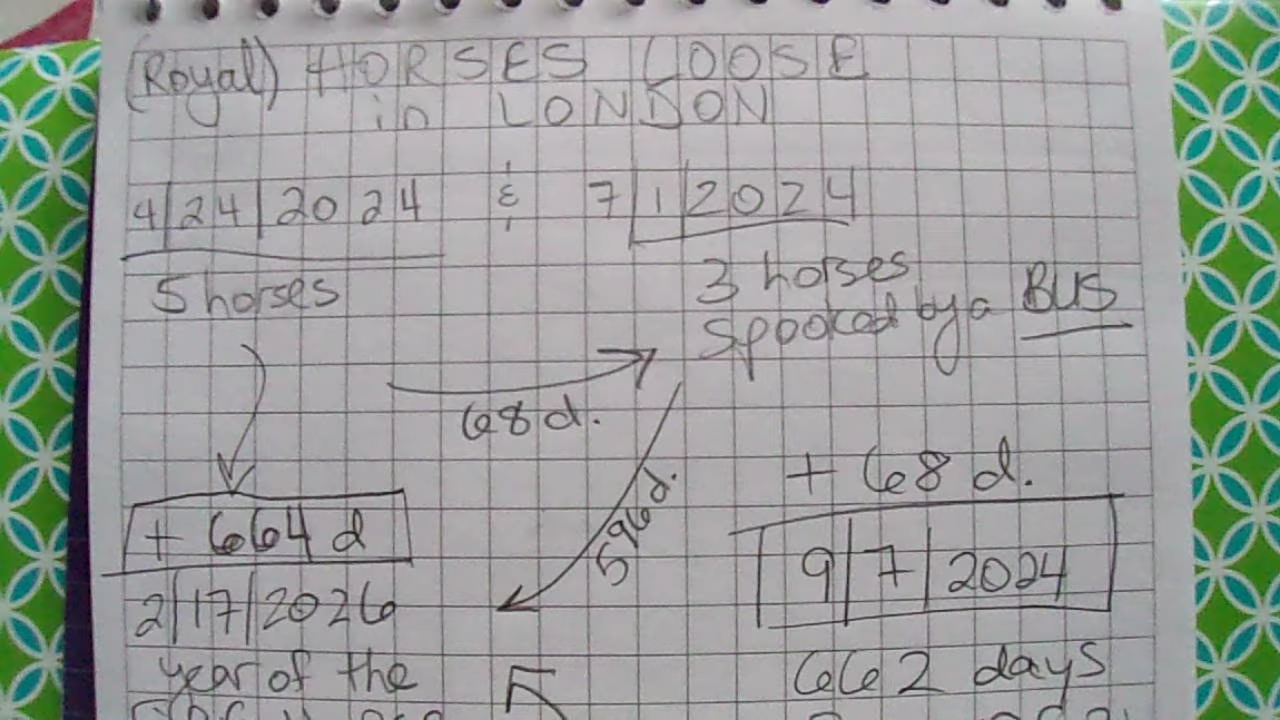 (Royal) HORSES LOOSE
in LONDON
4/24/2024 & 7/1/2024
5 horses
3 horses
spooked by a BUS
68 d.
596 d.
+ 68 d.
+ 664 d
9/7/2024
2/17/2026
year of the
662 days